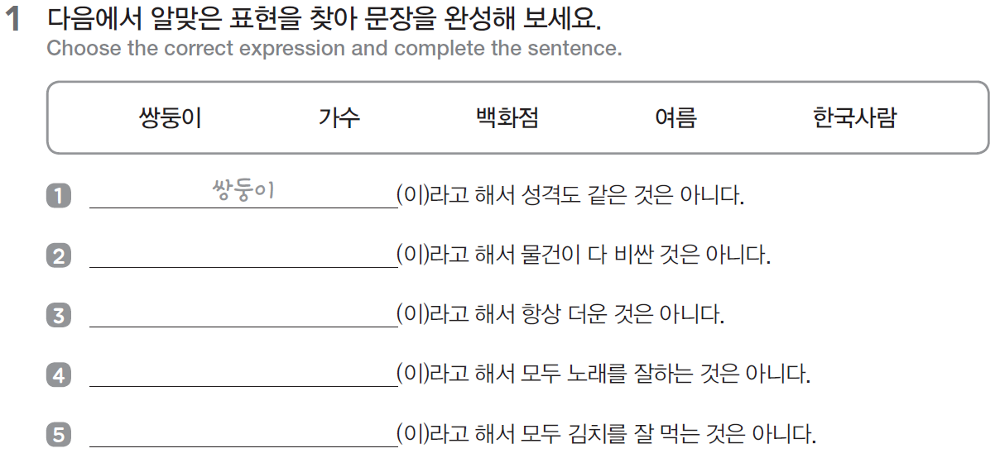 1 다음에서 알맞은 표현을 찾아 문장을 완성해 보세요.
Choose the correct expression and complete the sentence.
쌍둥이 가수 백화점 여름 한국사람
1 쌍둥이 (이)라고 해서 성격도 같은 것은 아니다.
2 (이)라고 해서 물건이 다 비싼 것은 아니다.
3 (이)라고 해서 항상 더운 것은 아니다.
4 (이)라고 해서 모두 노래를 잘하는 것은 아니다.
5 (이)라고 해서 모두 김치를 잘 먹는 것은 아니다.